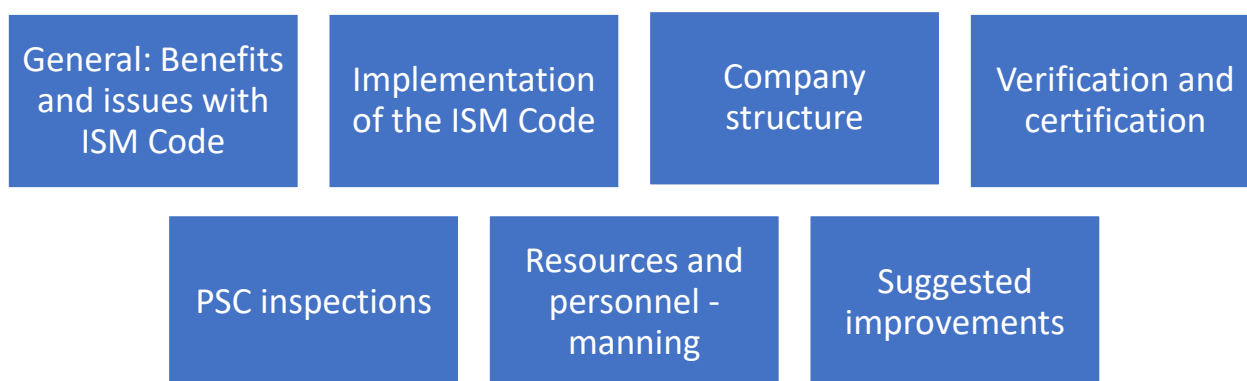 General: Benefits
and issues with
ISM Code
Implementation
of the ISM Code
Company
structure
Verification and
certification
PSC inspections
Resources and
personnel -
manning
Suggested
improvements